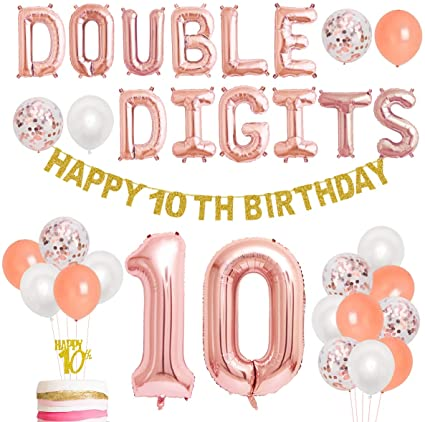 DOUBLE
DIGITS
HAPPY 10 TH BIRTHDAY
10
HAPPY
10th